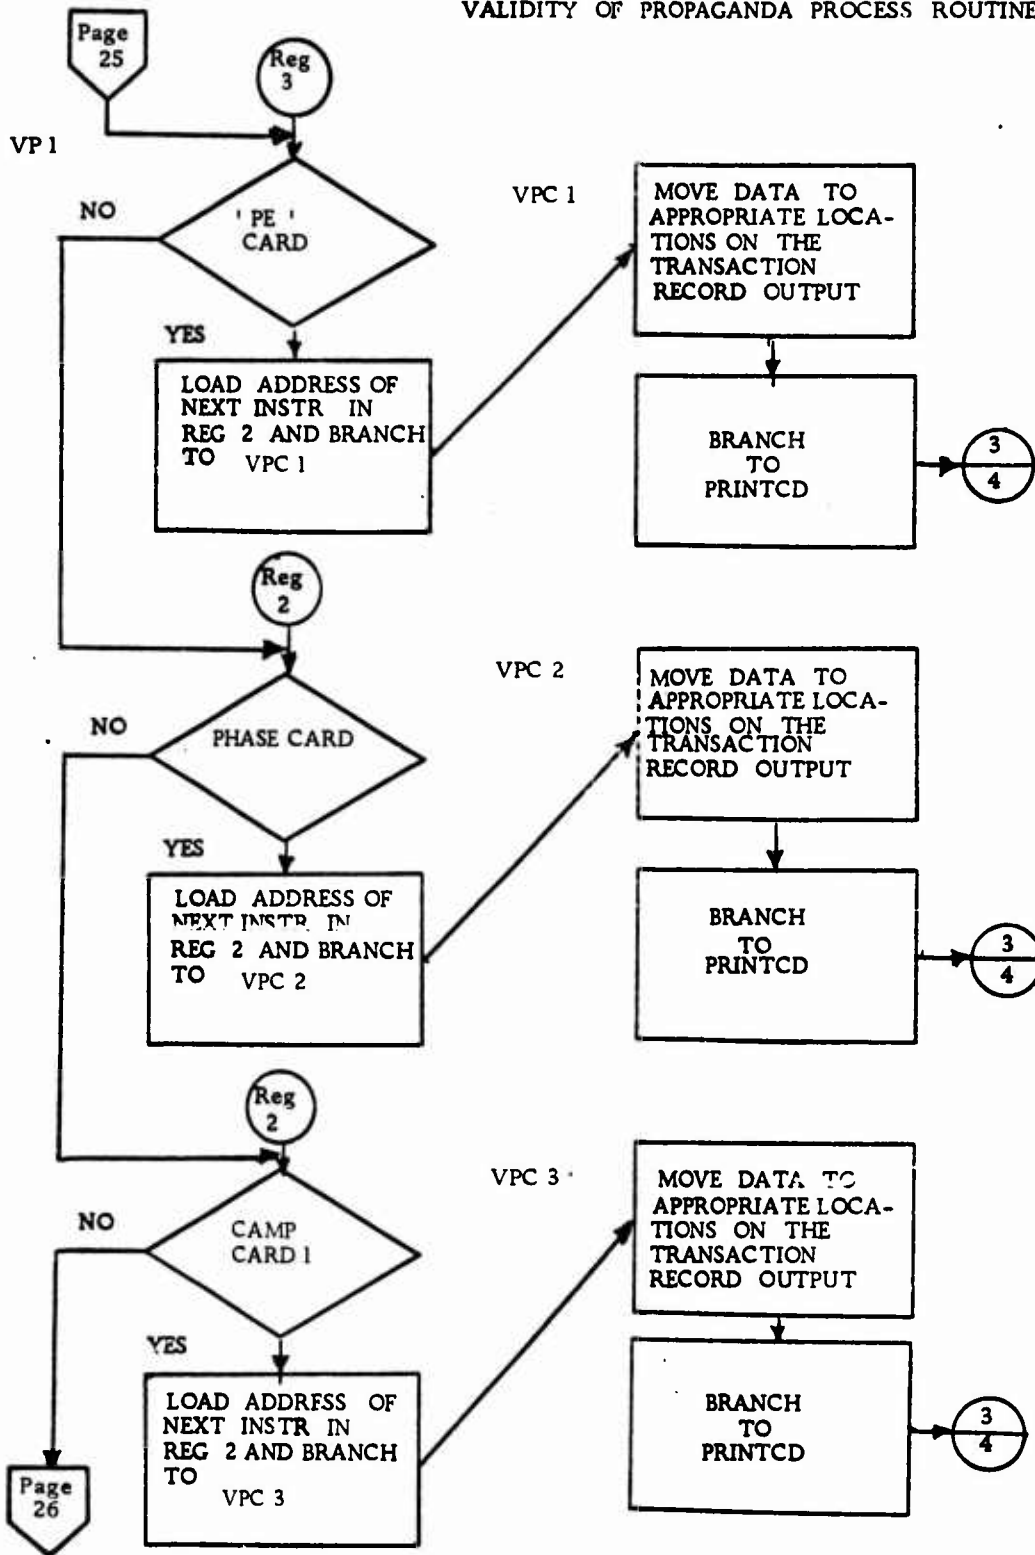 VALIDITY OF PROPAGANDA PROCESS ROUTINE
Page
25
Reg
3
VP 1
NO
' PE '
CARD
YES
LOAD ADDRESS OF
NEXT INSTR IN
REG 2 AND BRANCH
TO VPC 1
VPC 1
MOVE DATA TO
APPROPRIATE LOCA-
TIONS ON THE
TRANSACTION
RECORD OUTPUT
BRANCH
TO
PRINTCD
3
4
Reg
2
NO
PHASE CARD
YES
LOAD ADDRESS OF
NEXT INSTR IN
REG 2 AND BRANCH
TO VPC 2
VPC 2
MOVE DATA TO
APPROPRIATE LOCA-
TIONS ON THE
TRANSACTION
RECORD OUTPUT
BRANCH
TO
PRINTCD
3
4
Reg
2
NO
CAMP
CARD 1
YES
LOAD ADDRESS OF
NEXT INSTR IN
REG 2 AND BRANCH
TO
VPC 3
VPC 3
MOVE DATA TO
APPROPRIATE LOCA-
TIONS ON THE
TRANSACTION
RECORD OUTPUT
BRANCH
TO
PRINTCD
3
4
Page
26